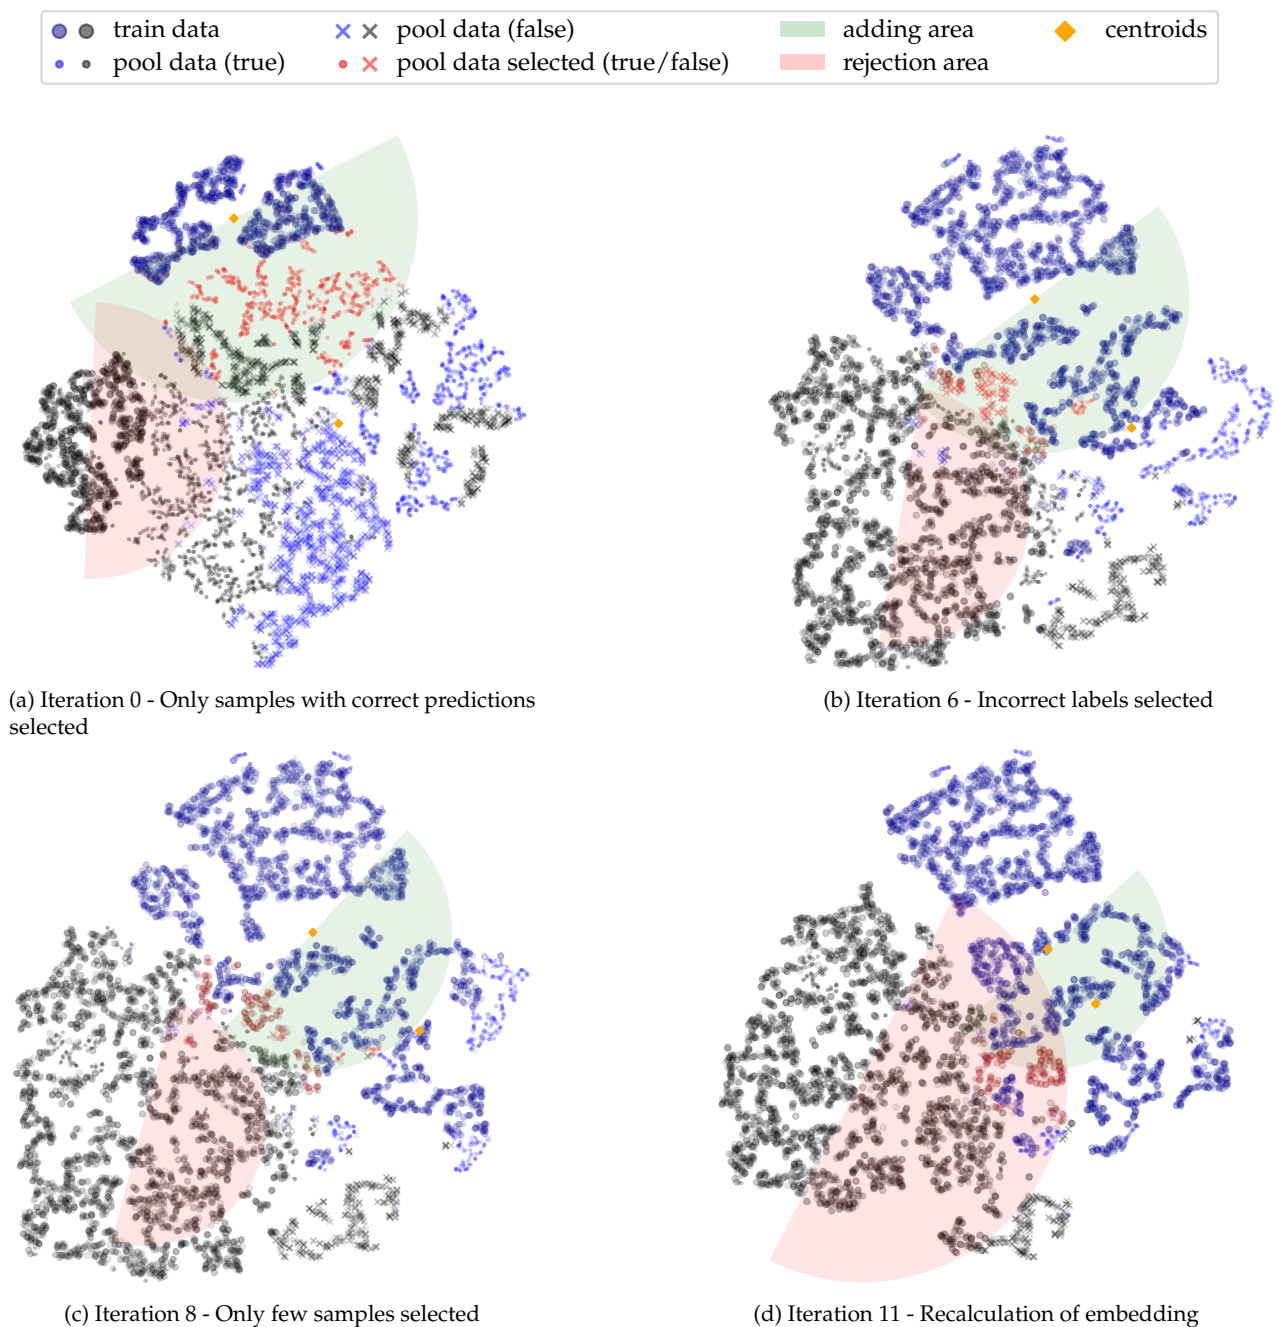 train data
pool data (false)
adding area
centroids
pool data (true)
pool data selected (true/false)
rejection area
(a) Iteration 0 - Only samples with correct predictions
selected
(b) Iteration 6 - Incorrect labels selected
(c) Iteration 8 - Only few samples selected
(d) Iteration 11 - Recalculation of embedding